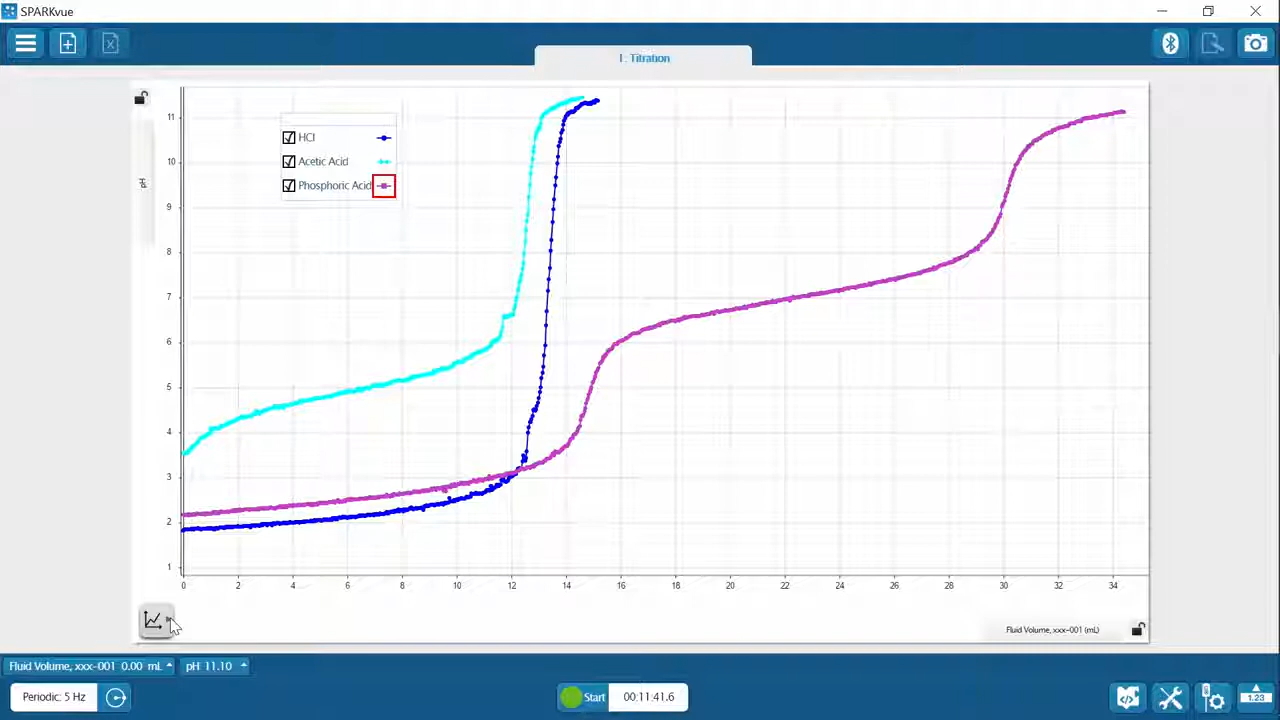 SPARKvue
1 : Titration
HCl
Acetic Acid
Phosphoric Acid
pH
11
10
9
8
7
6
5
4
3
2
1
0 2 4 6 8 10 12 14 16 18 20 22 24 26 28 30 32 34
Fluid Volume, xxx-001 (mL)
Fluid Volume, xxx-001 0.00 mL
pH 11.10
Periodic: 5 Hz
Start
00:11:41.6
1.23